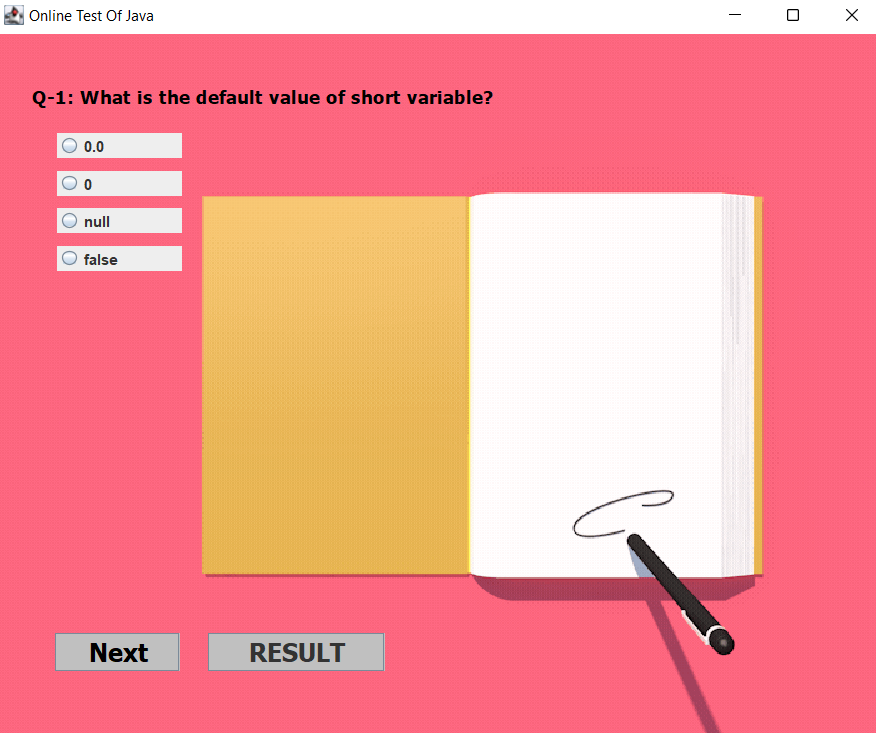 Online Test Of Java
Q-1: What is the default value of short variable?
0.0
0
null
false
Next
RESULT